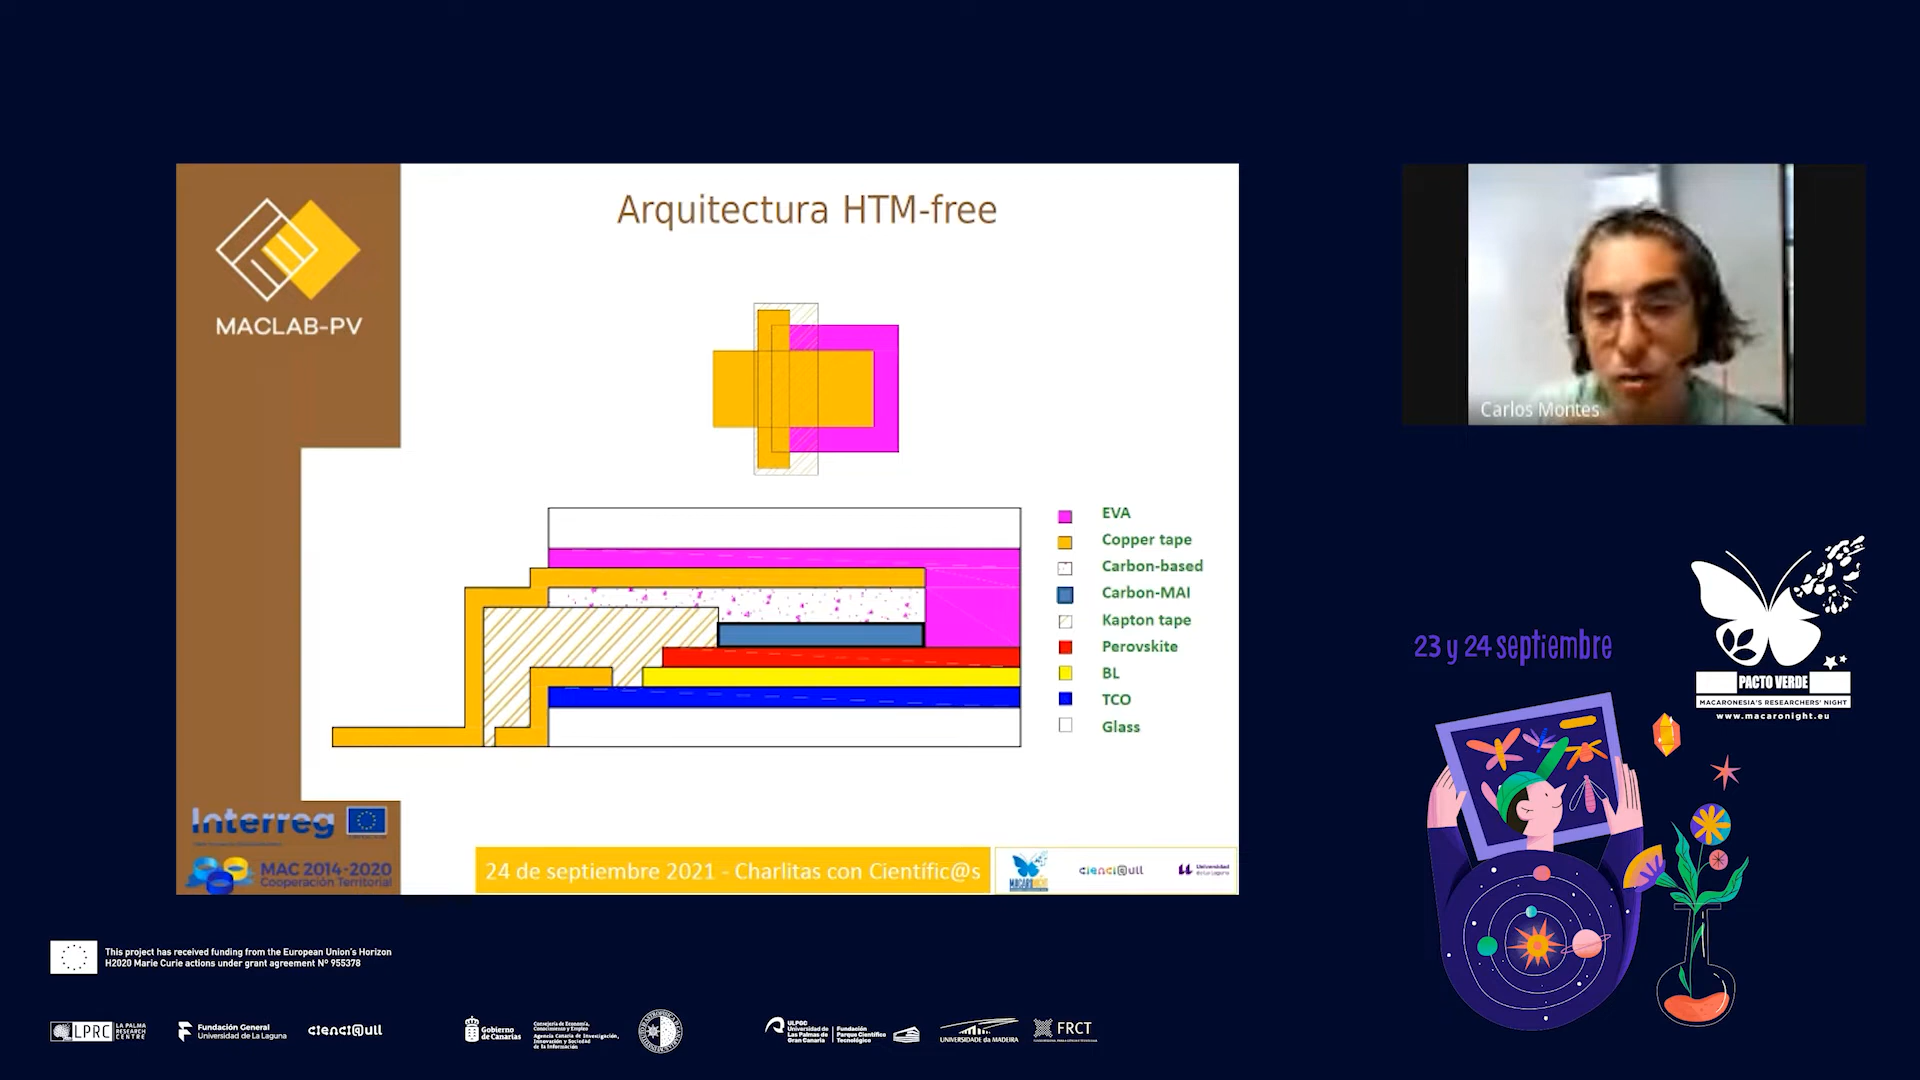 Arquitectura HTM-free
MACLAB-PV
EVA
Copper tape
Carbon-based
Carbon-MAI
Kapton tape
Perovskite
BL
TCO
Glass
Interreg
MAC 2014-2020
Cooperación Territorial
24 de septiembre 2021 - Charlitas con Científic@s
MACARONIGHT
cienci@ull
Universidad
de La Laguna
Carlos Montes
23 y 24 septiembre
PACTO VERDE
MACARONESIA'S RESEARCHERS' NIGHT
www.macaronight.eu
This project has received funding from the European Union's Horizon
H2020 Marie Curie actions under grant agreement Nº 955378
LPRC
LA PALMA
RESEARCH
CENTRE
Fundación General
Universidad de La Laguna
cienci@ull
Gobierno
de Canarias
Consejería de Economía,
Conocimiento y Empleo
Agencia Canaria de Investigación,
Innovación y Sociedad
de la Información
ULPGC
Universidad de
Las Palmas de
Gran Canaria
Fundación
Parque Científico
Tecnológico
UNIVERSIDADE da MADEIRA
FRCT